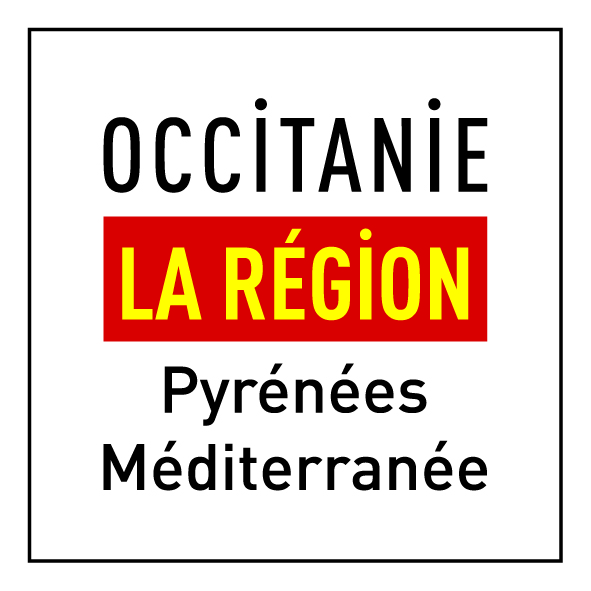 OCCiTANiE
LA RÉGiON
Pyrénées
Méditerranée